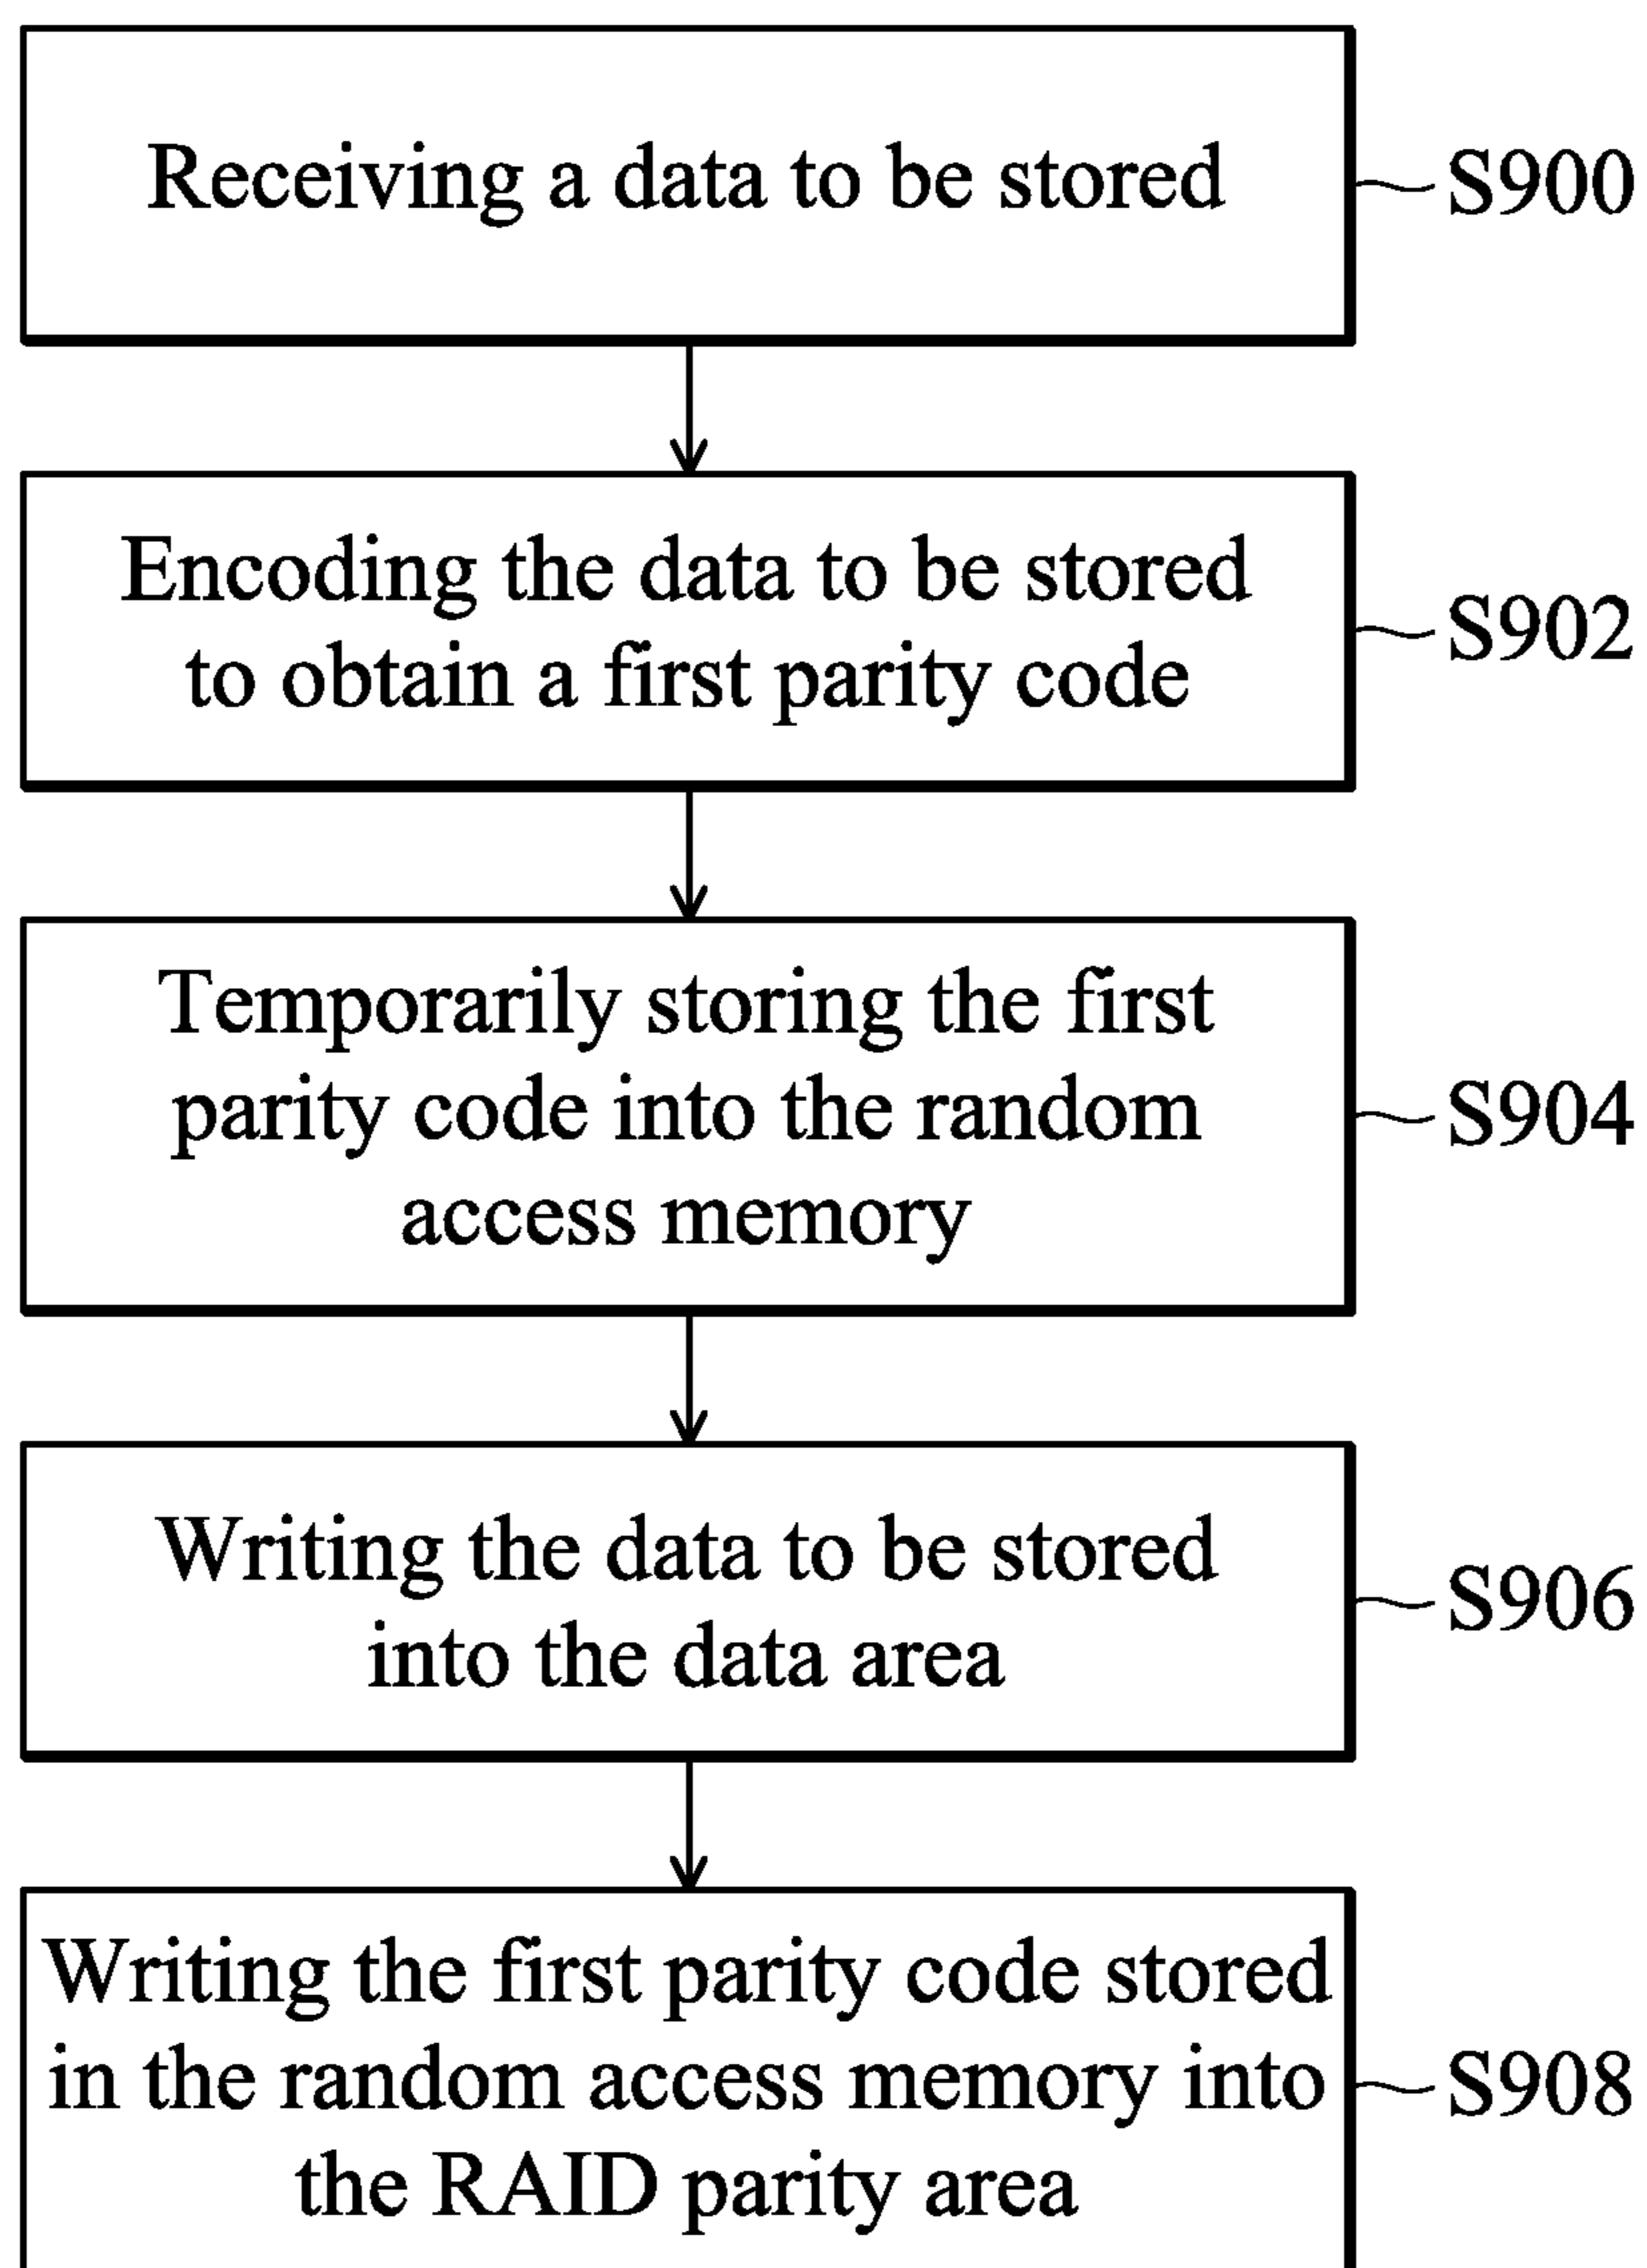 Receiving a data to be stored
S900
Encoding the data to be stored
to obtain a first parity code
S902
Temporarily storing the first
parity code into the random
access memory
S904
Writing the data to be stored
into the data area
S906
Writing the first parity code stored
in the random access memory into
the RAID parity area
S908